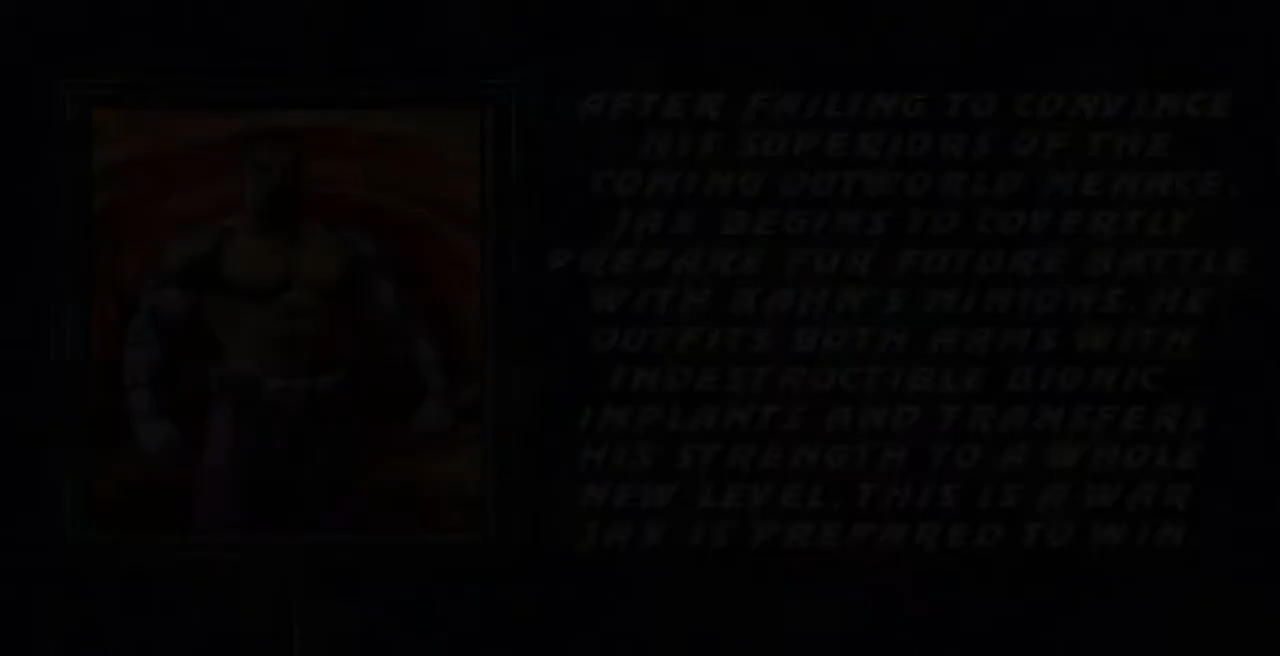 AFTER FAILING TO CONVINCE
HIS SUPERIORS OF THE
COMING OUTWORLD MENACE,
JAX BEGINS TO COVERTLY
PREPARE FOR FUTURE BATTLE
WITH KAHN'S MINIONS. HE
OUTFITS BOTH ARMS WITH
INDESTRUCTIBLE BIONIC
IMPLANTS AND TRANSFERS
HIS STRENGTH TO A WHOLE
NEW LEVEL. THIS IS A WAR
JAX IS PREPARED TO WIN